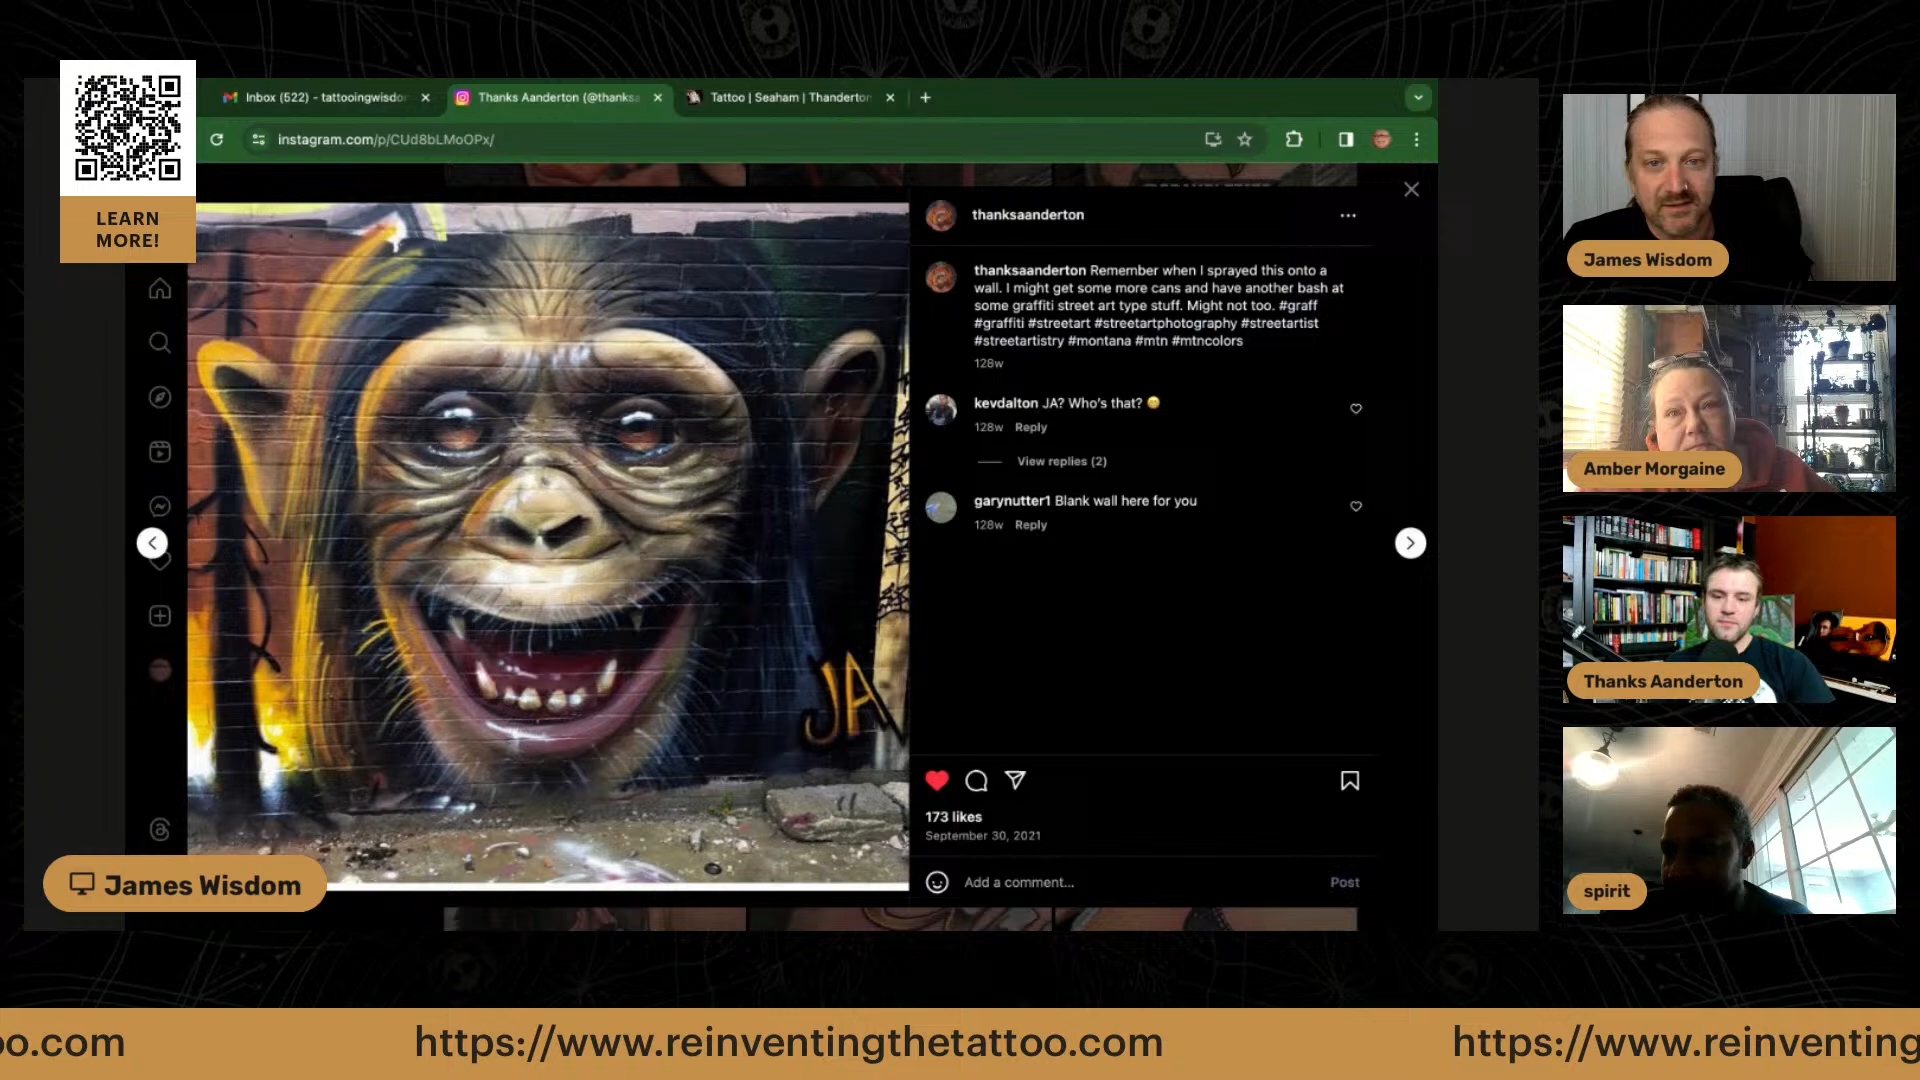 LEARN
MORE!
Inbox (522) - tattooingwisdo
Thanks Aanderton (@thanksa
Tattoo | Seaham | Thanderton
instagram.com/p/CUd8bLMoOPx/
thanksaanderton
thanksaanderton Remember when I sprayed this onto a
wall. I might get some more cans and have another bash at
some graffiti street art type stuff. Might not too. #graff
#graffiti #streetart #streetartphotography #streetartist
#streetartistry #montana #mtn #mtncolors
128w
kevdalton JA? Who's that? 😁
128w Reply
View replies (2)
garynutter1 Blank wall here for you
128w Reply
JA
173 likes
September 30, 2021
Add a comment...
Post
James Wisdom
James Wisdom
Amber Morgaine
Thanks Aanderton
spirit
oo.com
https://www.reinventingthetattoo.com
https://www.reinventing